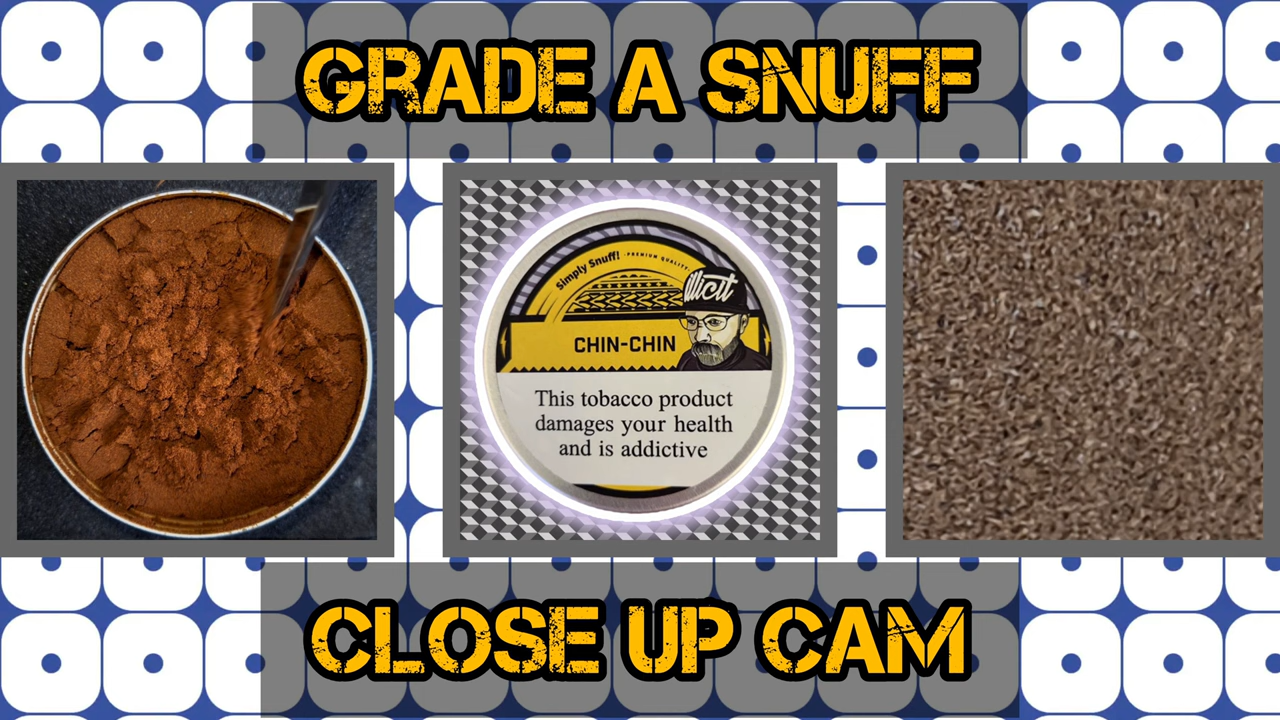 GRADE A SNUFF
Simply Snuff! · PREMIUM QUALITY
illicit
CHIN-CHIN
This tobacco product
damages your health
and is addictive
CLOSE UP CAM